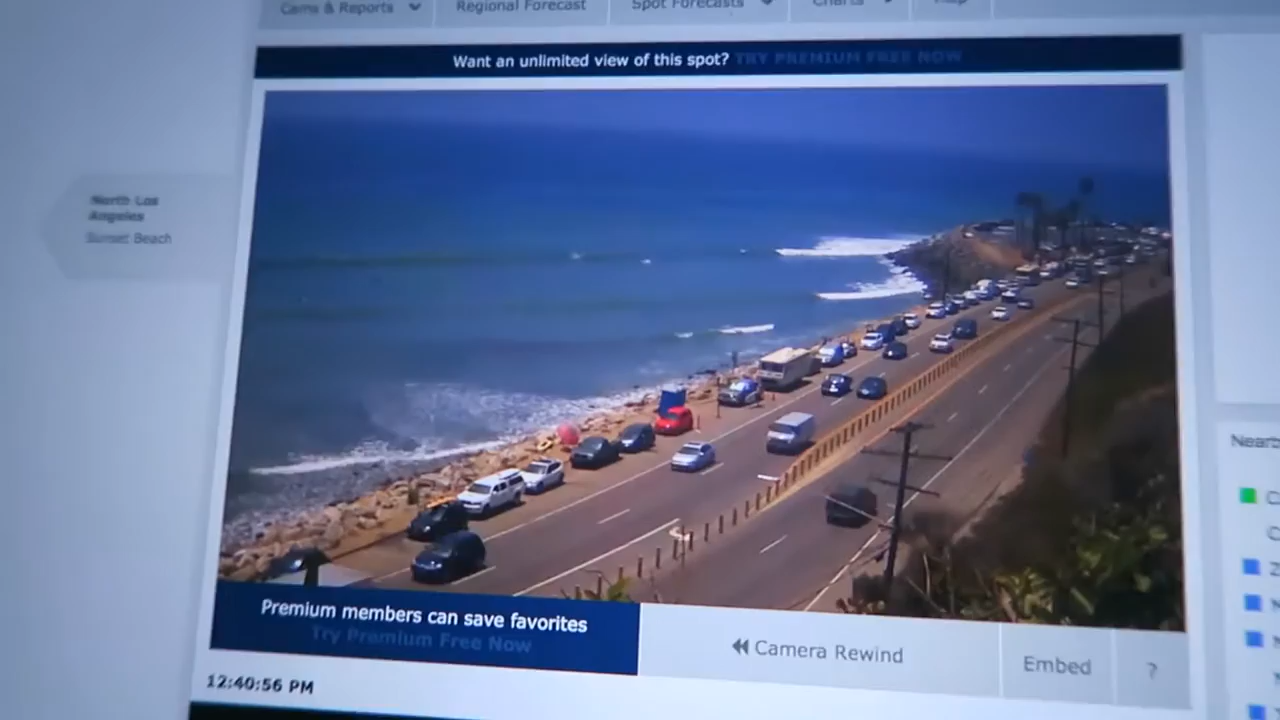 Cams & Reports
Regional Forecast
Spot Forecasts
Charts
Want an unlimited view of this spot? TRY PREMIUM FREE NOW
North Los
Angeles
Sunset Beach
Nearb
Premium members can save favorites
Try Premium Free Now
Camera Rewind
Embed
?
12:40:56 PM